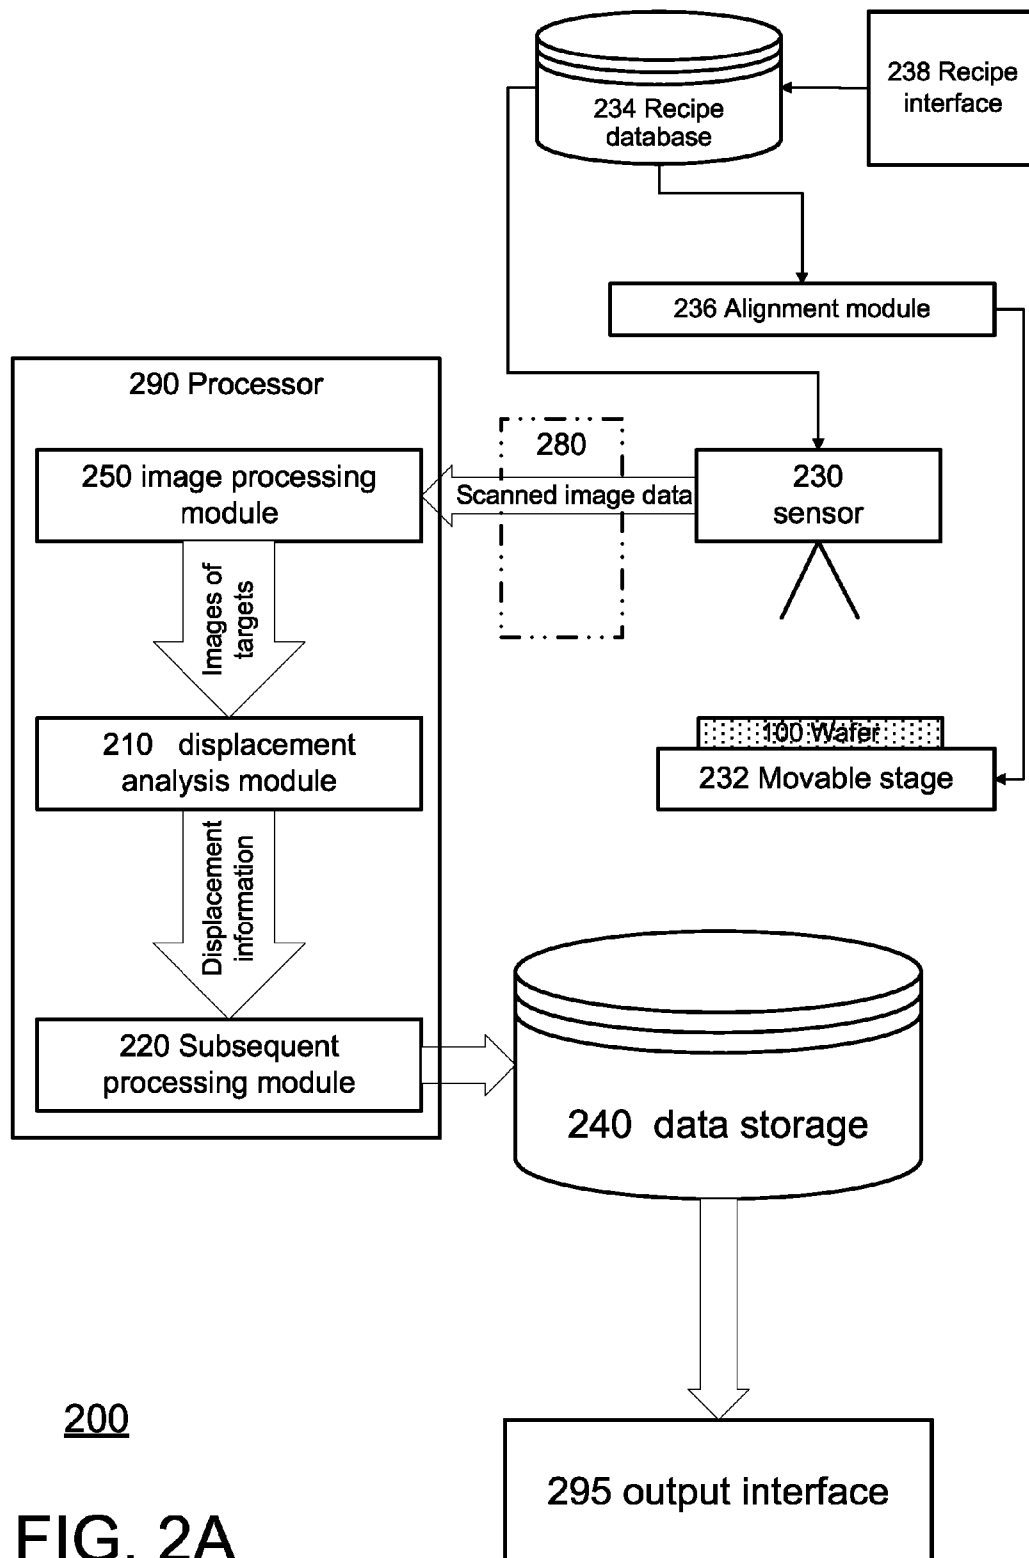 234 Recipe
database
238 Recipe
interface
236 Alignment module
290 Processor
250 image processing
module
280
Scanned image data
230
sensor
Images of
targets
100 Wafer
232 Movable stage
210 displacement
analysis module
Displacement
information
220 Subsequent
processing module
240 data storage
200
295 output interface
FIG. 2A